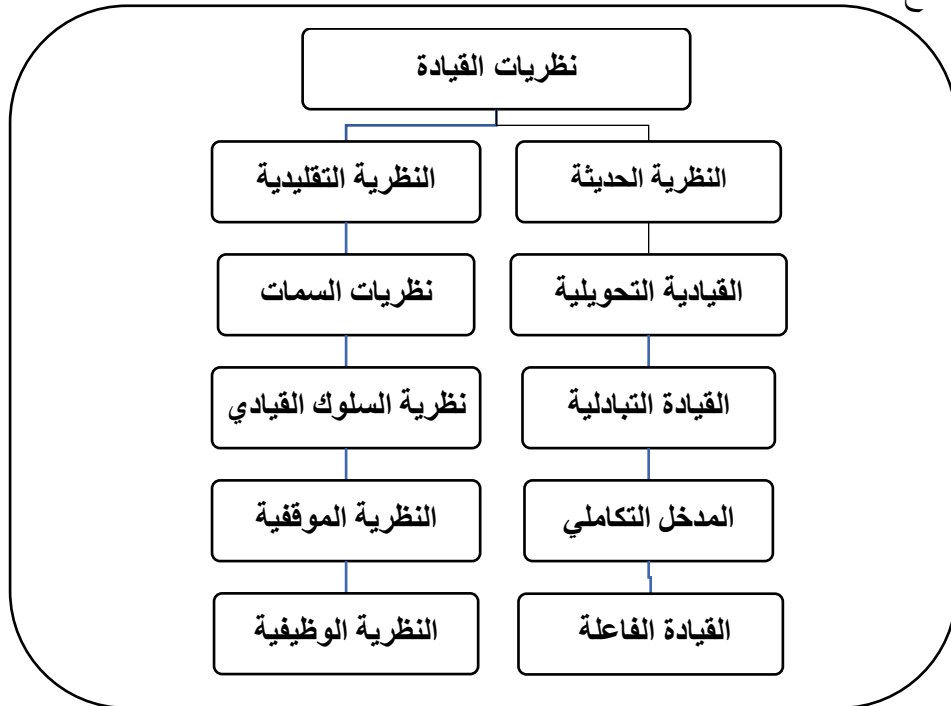 ح
نظريات القيادة
النظرية الحديثة
النظرية التقليدية
القيادية التحويلية
نظريات السمات
القيادة التبادلية
نظرية السلوك القيادي
المدخل التكاملي
النظرية الموقفية
القيادة الفاعلة
النظرية الوظيفية